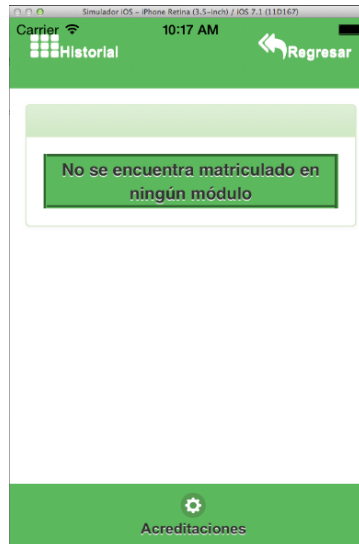 Simulador iOS - iPhone Retina (3.5-inch) / iOS 7.1 (11D167)
Carrier 10:17 AM
Historial Regresar
No se encuentra matriculado en
ningún módulo
Acreditaciones